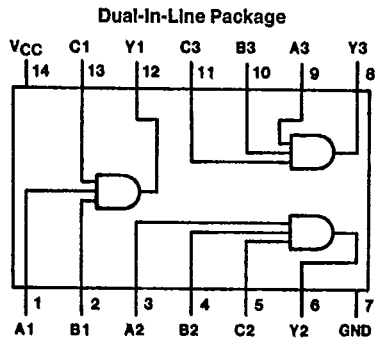 Dual-In-Line Package
VCC C1 Y1 C3 B3 A3 Y3
14 13 12 11 10 9 8
1 2 3 4 5 6 7
A1 B1 A2 B2 C2 Y2 GND